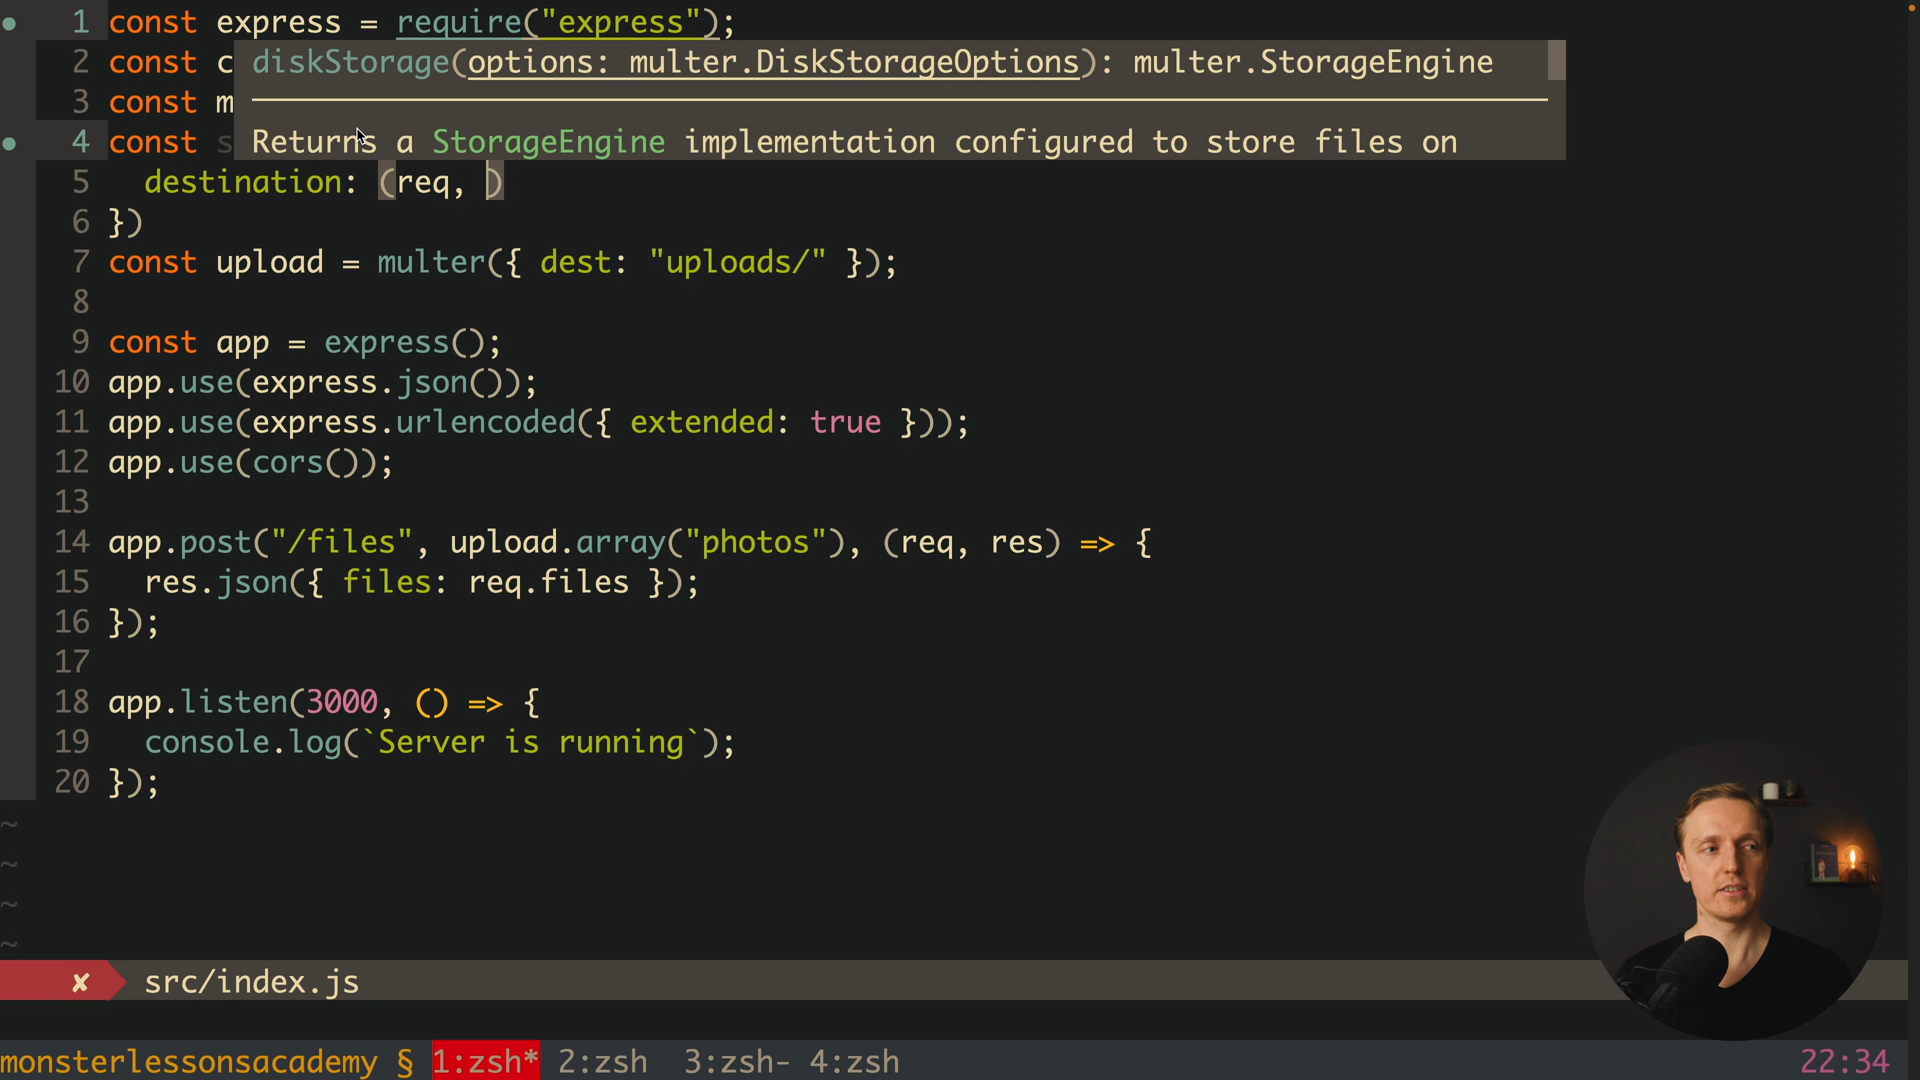 1 const express = require("express");
2 const c diskStorage(options: multer.DiskStorageOptions): multer.StorageEngine
3 const m
4 const s Returns a StorageEngine implementation configured to store files on
5 destination: (req, )
6 })
7 const upload = multer({ dest: "uploads/" });
8
9 const app = express();
10 app.use(express.json());
11 app.use(express.urlencoded({ extended: true }));
12 app.use(cors());
13
14 app.post("/files", upload.array("photos"), (req, res) => {
15 res.json({ files: req.files });
16 });
17
18 app.listen(3000, () => {
19 console.log(`Server is running`);
20 });
~
~
~
~
✘ src/index.js
monsterlessonsacademy § 1:zsh* 2:zsh 3:zsh- 4:zsh 22:34